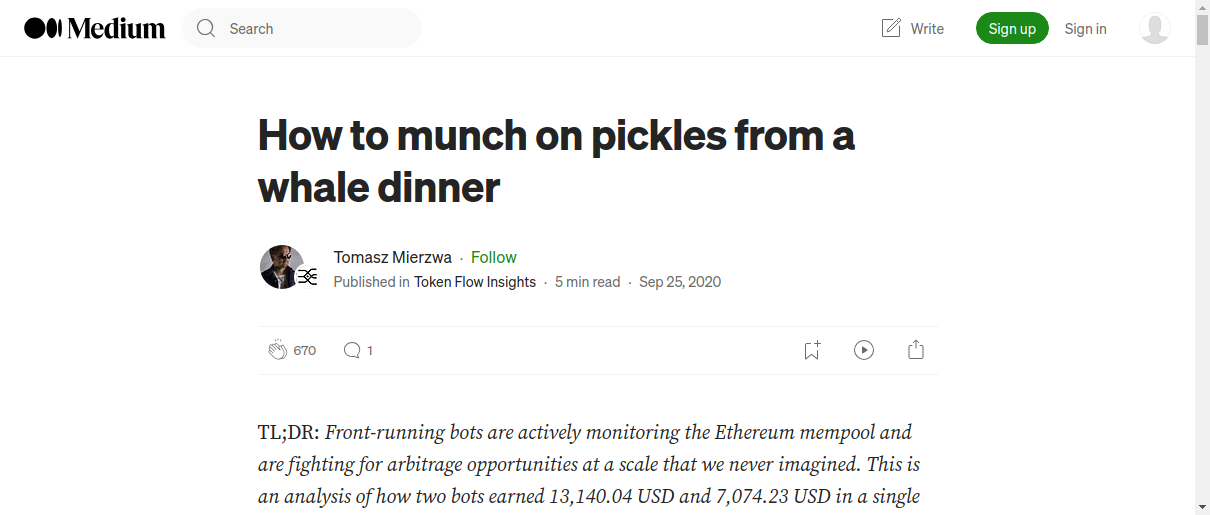 Medium
Search
Write
Sign up
Sign in
How to munch on pickles from a
whale dinner
Tomasz Mierzwa · Follow
Published in Token Flow Insights · 5 min read · Sep 25, 2020
670
1
TL;DR: Front-running bots are actively monitoring the Ethereum mempool and
are fighting for arbitrage opportunities at a scale that we never imagined. This is
an analysis of how two bots earned 13,140.04 USD and 7,074.23 USD in a single